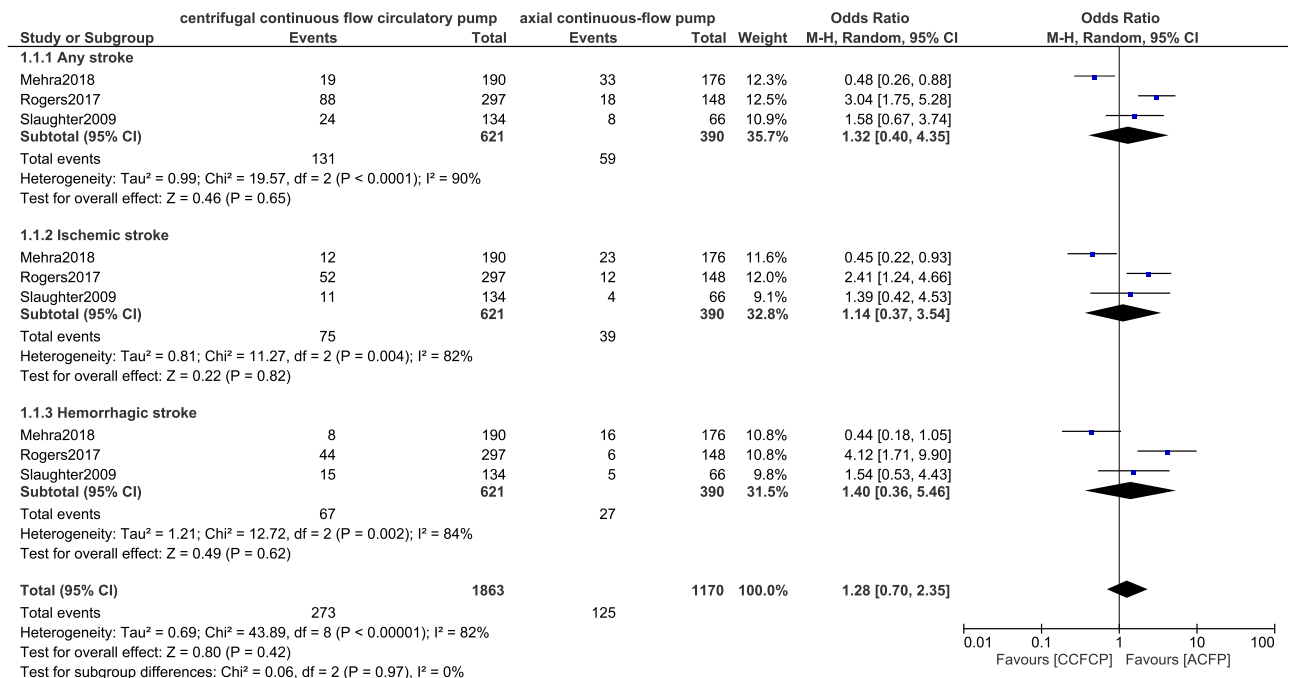 centrifugal continuous flow circulatory pump axial continuous-flow pump Odds Ratio Odds Ratio
Study or Subgroup Events Total Events Total Weight M-H, Random, 95% CI M-H, Random, 95% CI
1.1.1 Any stroke
Mehra2018 19 190 33 176 12.3% 0.48 [0.26, 0.88]
Rogers2017 88 297 18 148 12.5% 3.04 [1.75, 5.28]
Slaughter2009 24 134 8 66 10.9% 1.58 [0.67, 3.74]
Subtotal (95% CI) 621 390 35.7% 1.32 [0.40, 4.35]
Total events 131 59
Heterogeneity: Tau² = 0.99; Chi² = 19.57, df = 2 (P < 0.0001); I² = 90%
Test for overall effect: Z = 0.46 (P = 0.65)
1.1.2 Ischemic stroke
Mehra2018 12 190 23 176 11.6% 0.45 [0.22, 0.93]
Rogers2017 52 297 12 148 12.0% 2.41 [1.24, 4.66]
Slaughter2009 11 134 4 66 9.1% 1.39 [0.42, 4.53]
Subtotal (95% CI) 621 390 32.8% 1.14 [0.37, 3.54]
Total events 75 39
Heterogeneity: Tau² = 0.81; Chi² = 11.27, df = 2 (P = 0.004); I² = 82%
Test for overall effect: Z = 0.22 (P = 0.82)
1.1.3 Hemorrhagic stroke
Mehra2018 8 190 16 176 10.8% 0.44 [0.18, 1.05]
Rogers2017 44 297 6 148 10.8% 4.12 [1.71, 9.90]
Slaughter2009 15 134 5 66 9.8% 1.54 [0.53, 4.43]
Subtotal (95% CI) 621 390 31.5% 1.40 [0.36, 5.46]
Total events 67 27
Heterogeneity: Tau² = 1.21; Chi² = 12.72, df = 2 (P = 0.002); I² = 84%
Test for overall effect: Z = 0.49 (P = 0.62)
Total (95% CI) 1863 1170 100.0% 1.28 [0.70, 2.35]
Total events 273 125
Heterogeneity: Tau² = 0.69; Chi² = 43.89, df = 8 (P < 0.00001); I² = 82%
Test for overall effect: Z = 0.80 (P = 0.42)
Test for subgroup differences: Chi² = 0.06, df = 2 (P = 0.97), I² = 0%
0.01 0.1 1 10 100
Favours [CCFCP] Favours [ACFP]